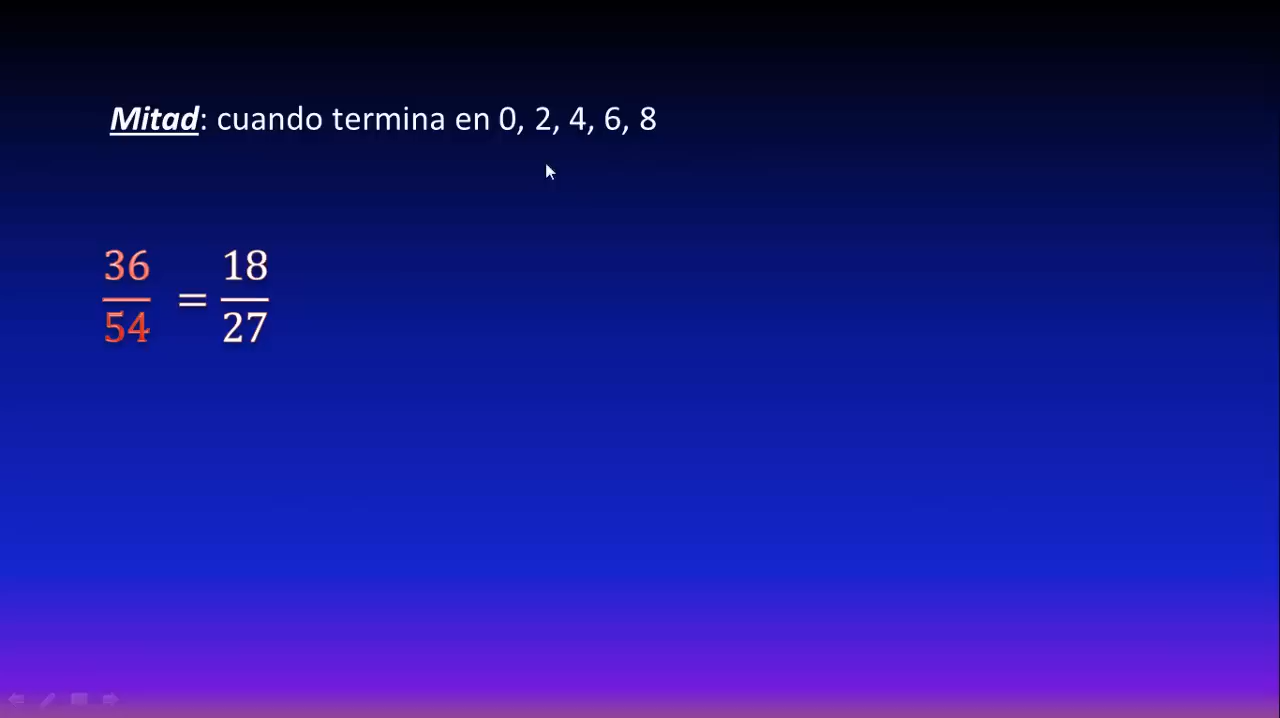 Mitad: cuando termina en 0, 2, 4, 6, 8
36/54 = 18/27